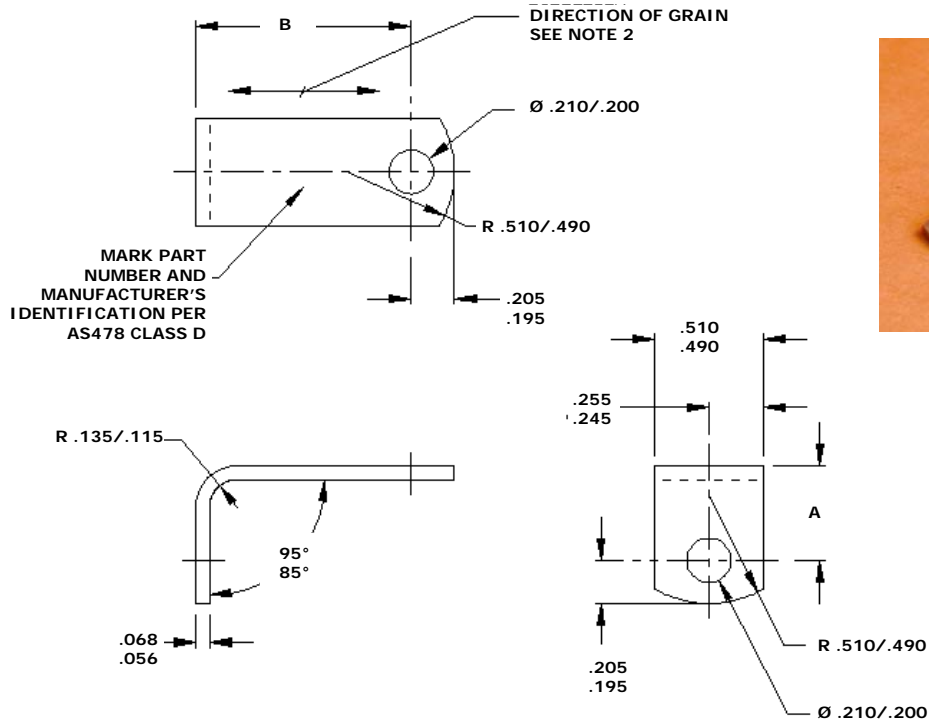 B
DIRECTION OF GRAIN
SEE NOTE 2
Ø .210/.200
R .510/.490
MARK PART
NUMBER AND
MANUFACTURER'S
IDENTIFICATION PER
AS478 CLASS D
.205
.195
.510
.490
.255
.245
R .135/.115
A
95°
85°
.068
.056
.205
.195
R .510/.490
Ø .210/.200